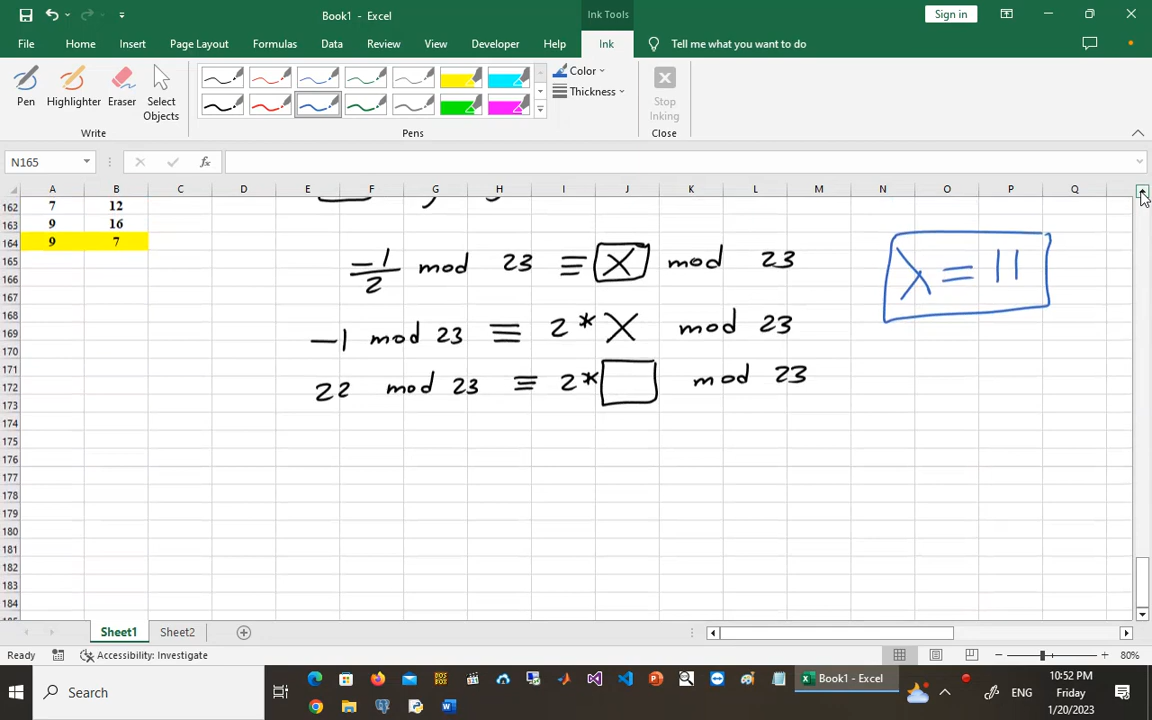 Book1 - Excel
Ink Tools
Sign in
File Home Insert Table Page Layout Formulas Data Review View Developer Help Ink Tell me what you want to do
Pen Highlighter Eraser Select Objects
Color
Thickness
Stop Inking
Write Pens Close
N165
fx
A B C D E F G H I J K L M N O P Q
162 7 12
163 9 16
164 9 7
165
166
167
168
169
170
171
172
173
174
175
176
177
178
179
180
181
182
183
184
-1/2 mod 23 ≡ X mod 23
X = 11
-1 mod 23 ≡ 2* X mod 23
22 mod 23 ≡ 2* mod 23
Sheet1 Sheet2
Ready Accessibility: Investigate 80%
Search
Book1 - Excel
ENG
10:52 PM
Friday
1/20/2023